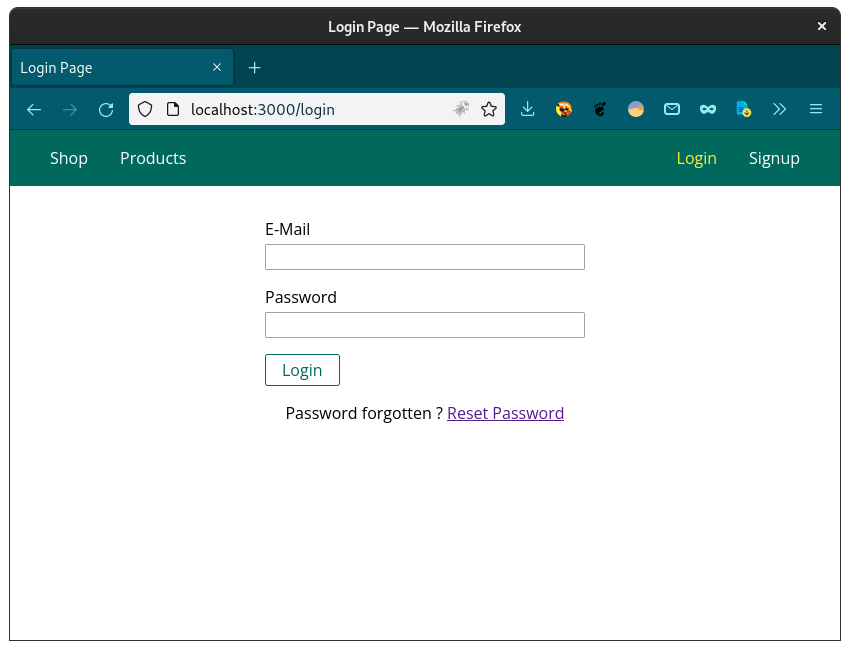 Login Page — Mozilla Firefox
Login Page
localhost:3000/login
Shop Products Login Signup
E-Mail
Password
Login
Password forgotten ? Reset Password